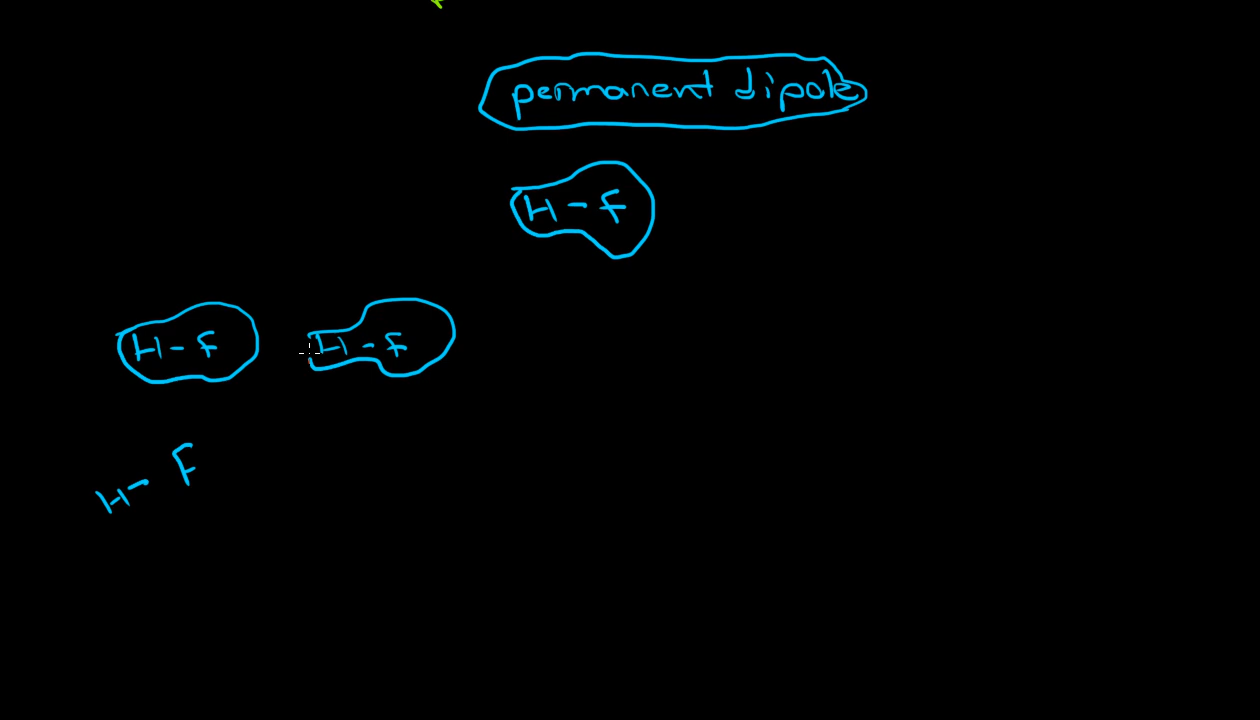 permanent dipole
H - F
H - F H - F
H - F